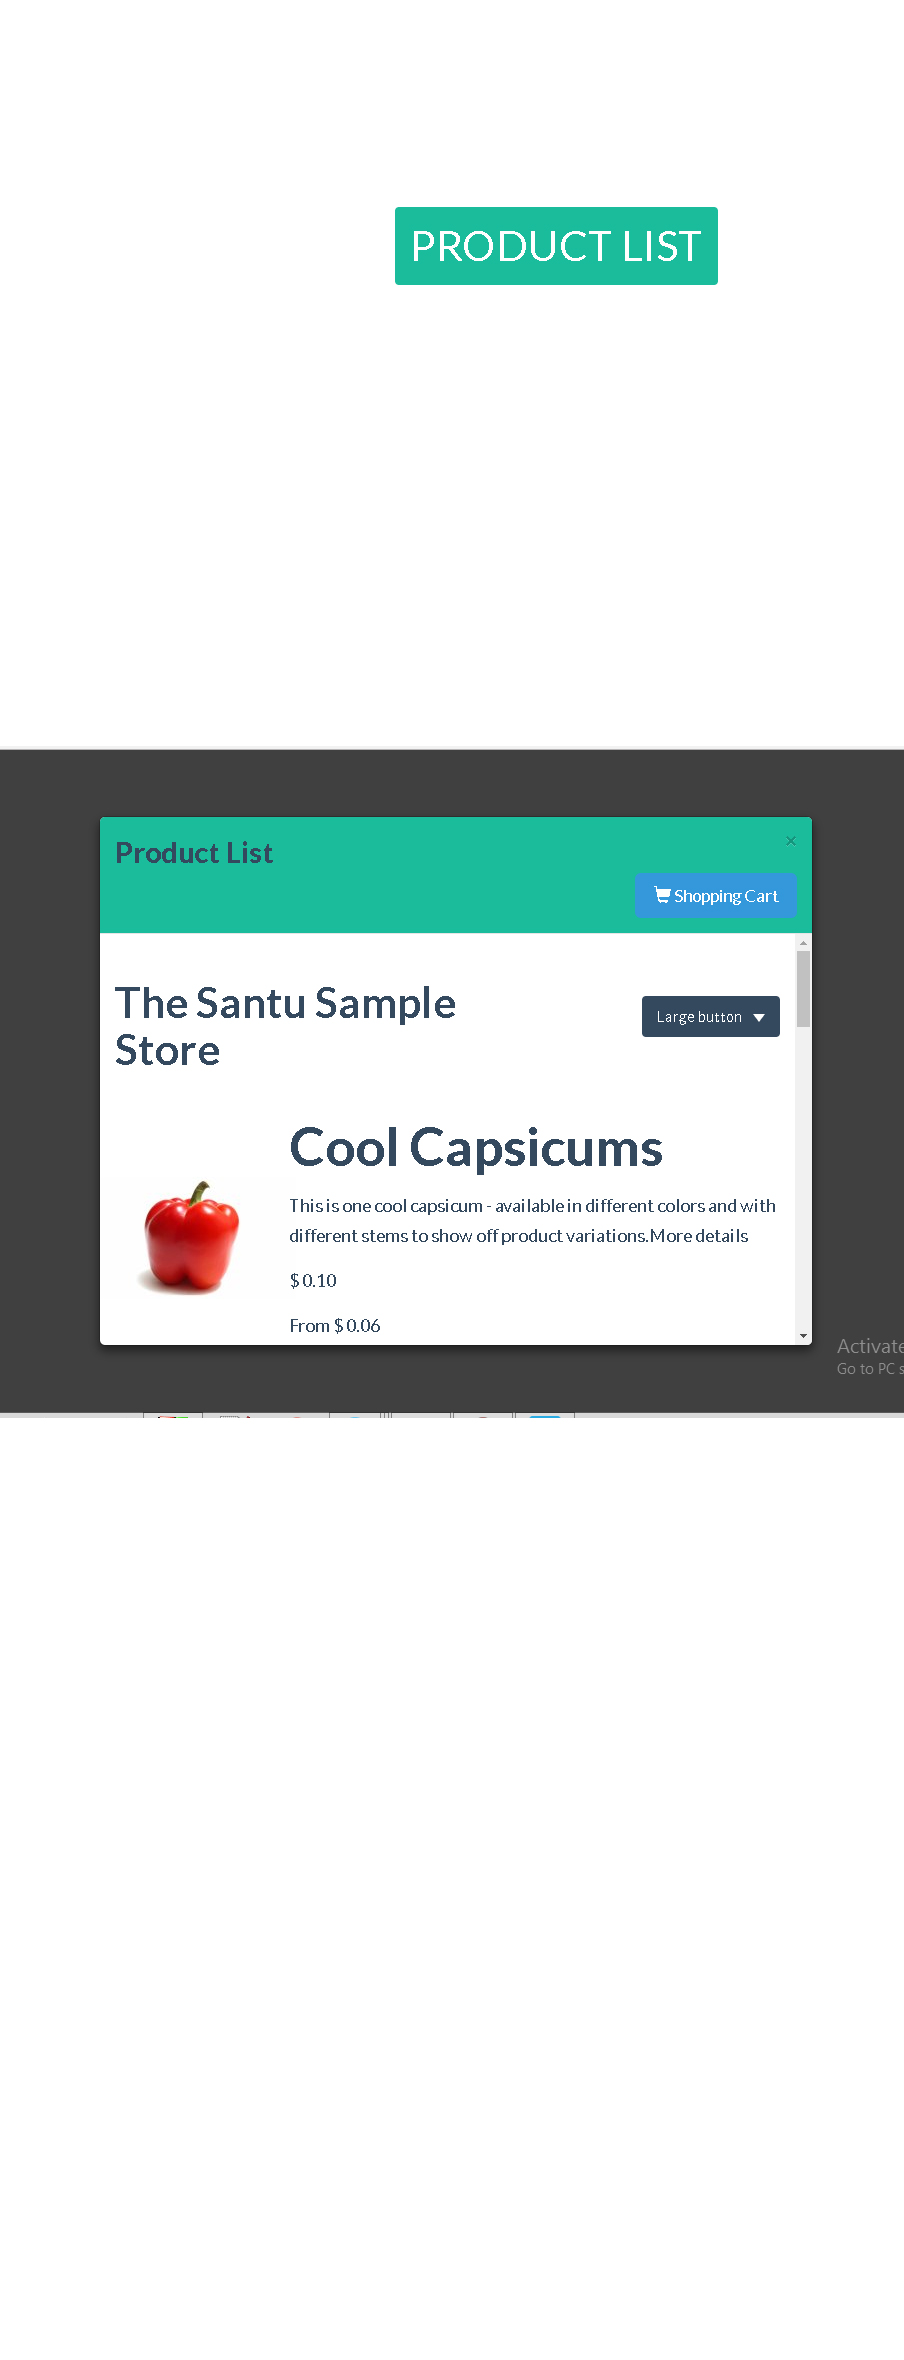 PRODUCT LIST
Product List
×
Shopping Cart
The Santu Sample
Store
Large button
Cool Capsicums
This is one cool capsicum - available in different colors and with
different stems to show off product variations.More details
$ 0.10
From $ 0.06
Activate
Go to PC s